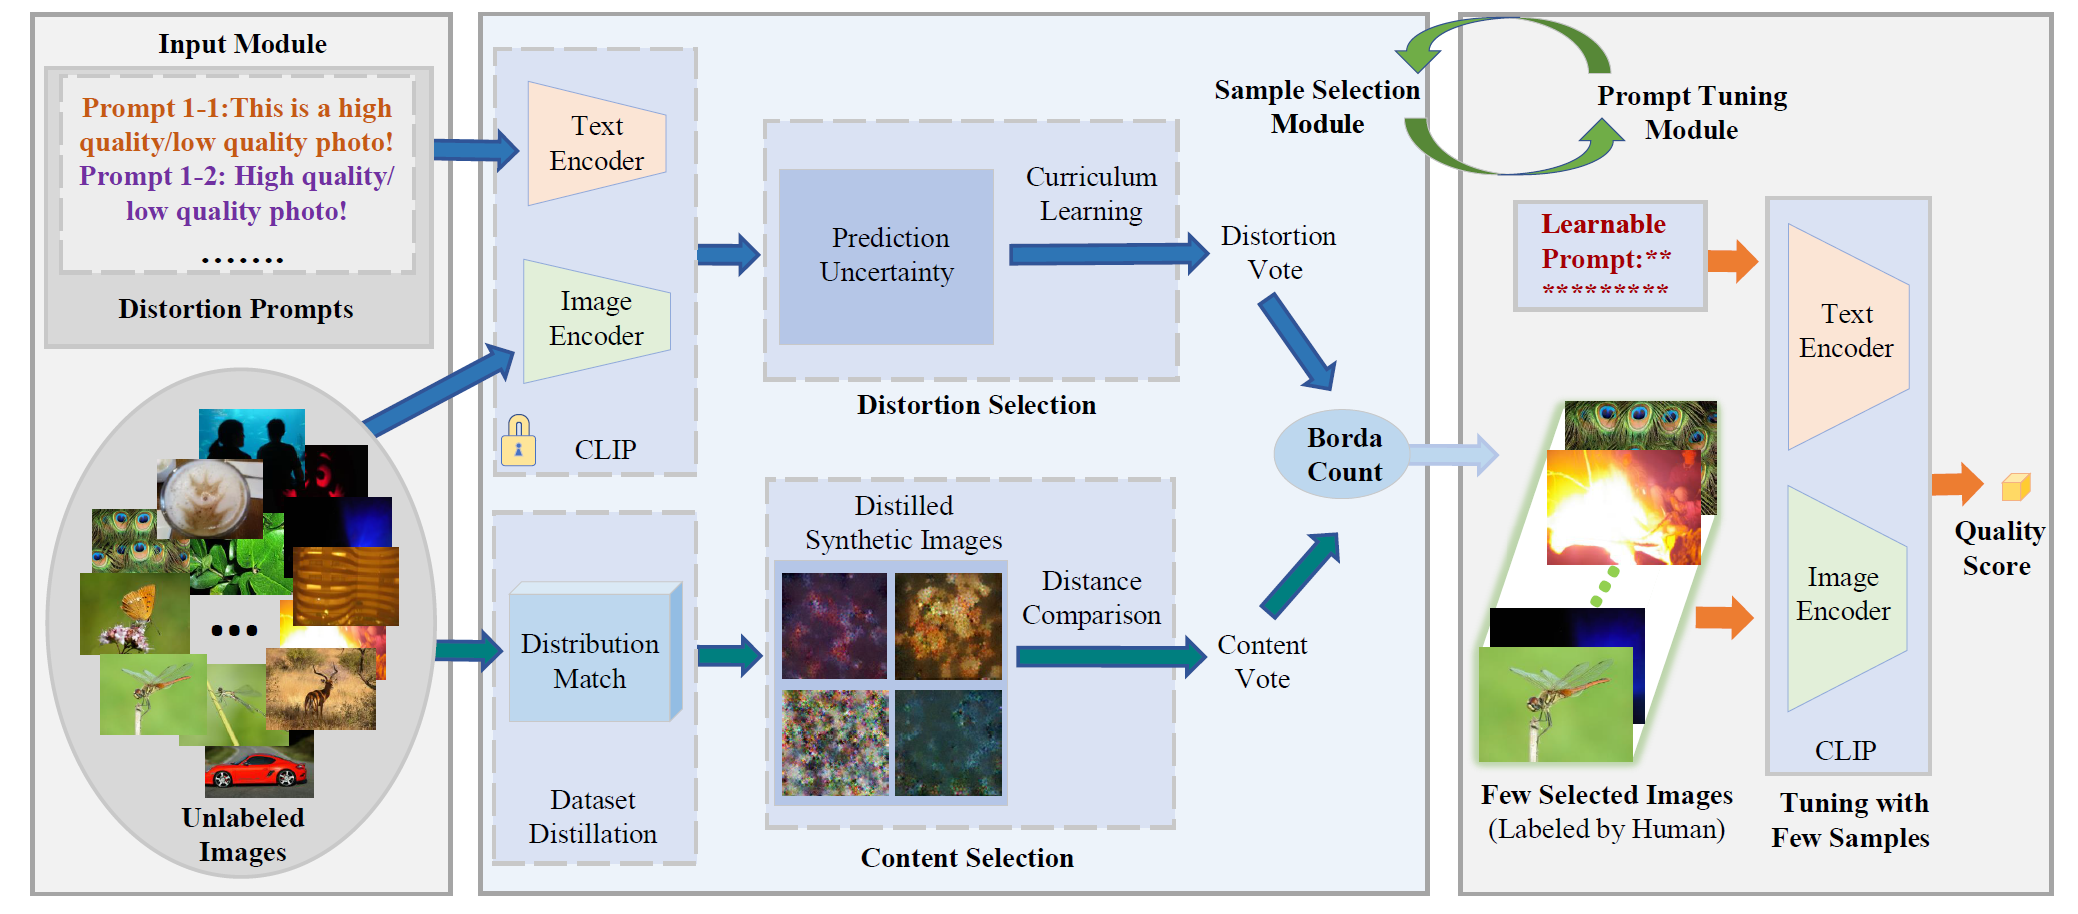 Input Module
Prompt 1-1:This is a high
quality/low quality photo!
Prompt 1-2: High quality/
low quality photo!
.......
Distortion Prompts
Unlabeled
Images
Text
Encoder
Image
Encoder
CLIP
Prediction
Uncertainty
Curriculum
Learning
Distortion Selection
Distribution
Match
Dataset
Distillation
Distilled
Synthetic Images
Distance
Comparison
Content Selection
Sample Selection
Module
Distortion
Vote
Borda
Count
Content
Vote
Prompt Tuning
Module
Learnable
Prompt:**
*********
Few Selected Images
(Labeled by Human)
Text
Encoder
Image
Encoder
CLIP
Tuning with
Few Samples
Quality
Score